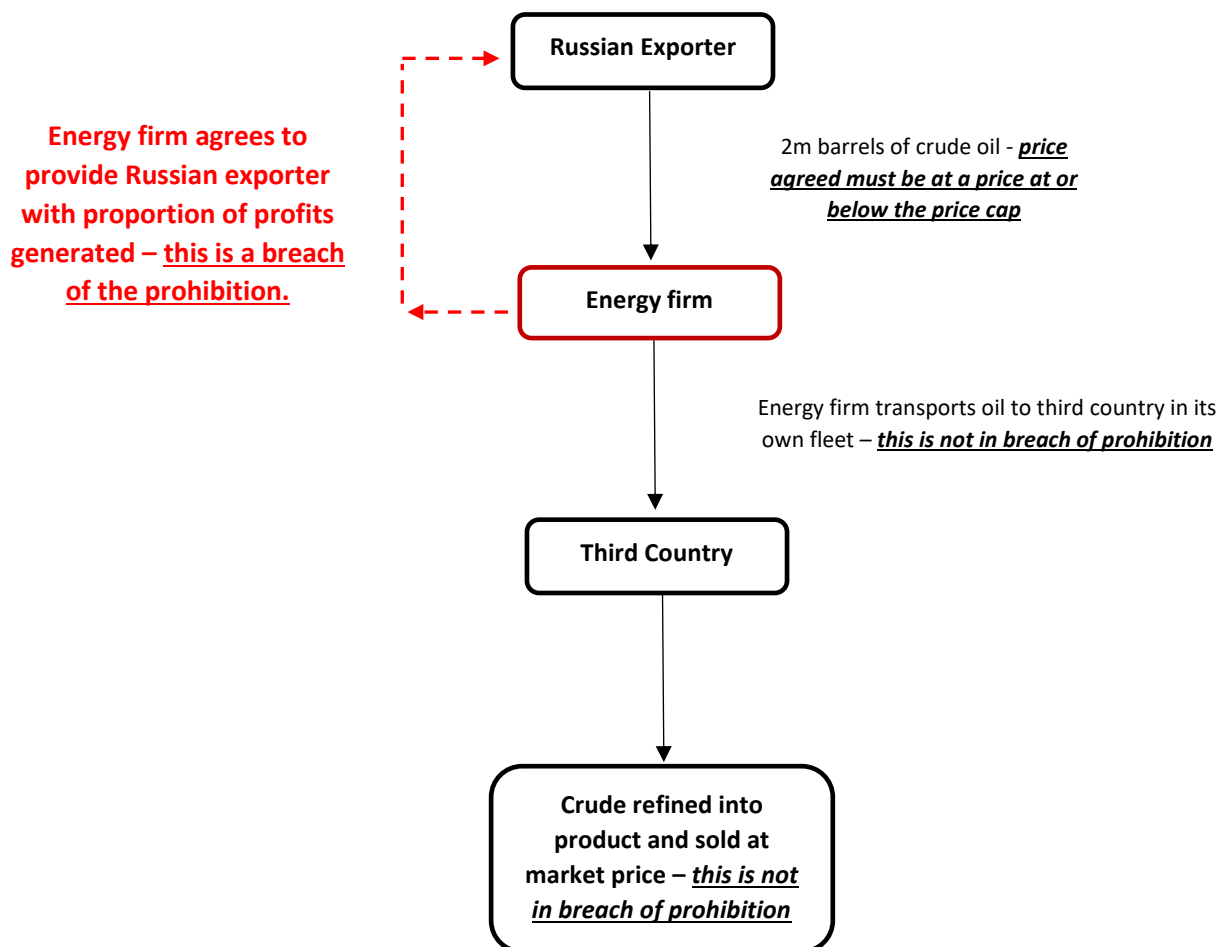 Russian Exporter
Energy firm agrees to
provide Russian exporter
with proportion of profits
generated – this is a breach
of the prohibition.
2m barrels of crude oil - price
agreed must be at a price at or
below the price cap
Energy firm
Energy firm transports oil to third country in its
own fleet – this is not in breach of prohibition
Third Country
Crude refined into
product and sold at
market price – this is not
in breach of prohibition